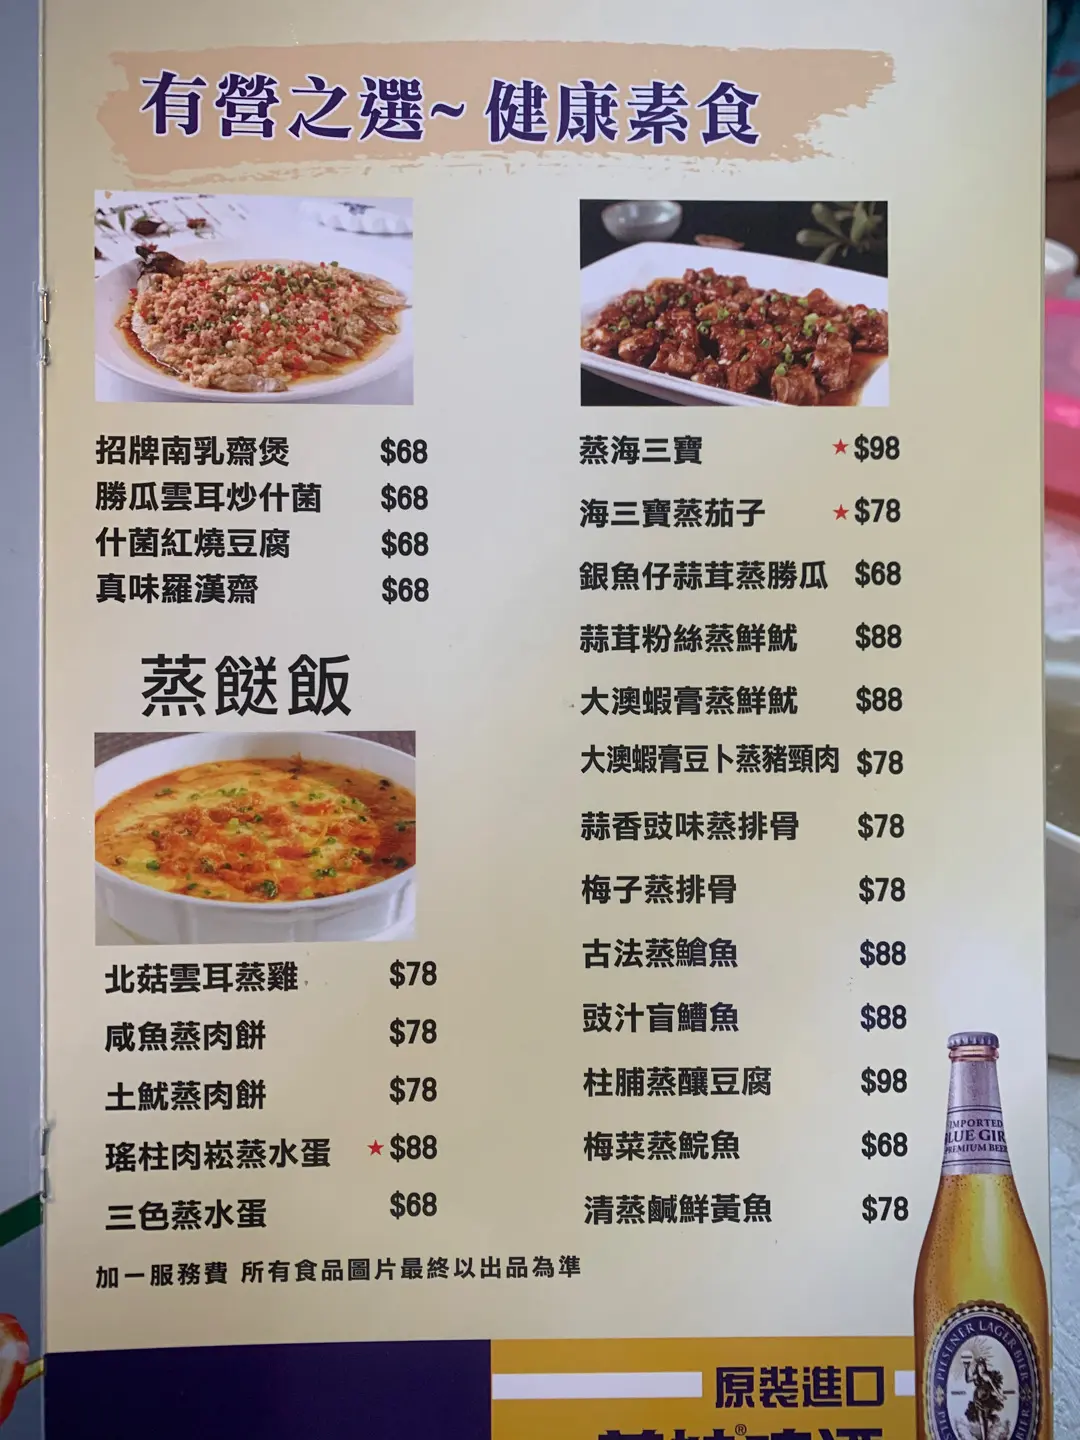 有營之選~ 健康素食
招牌南乳齋煲 $68
勝瓜雲耳炒什菌 $68
什菌紅燒豆腐 $68
真味羅漢齋 $68
蒸餸飯
北菇雲耳蒸雞 $78
咸魚蒸肉餅 $78
土魷蒸肉餅 $78
瑤柱肉崧蒸水蛋 ★$88
三色蒸水蛋 $68
蒸海三寶 ★$98
海三寶蒸茄子 ★$78
銀魚仔蒜茸蒸勝瓜 $68
蒜茸粉絲蒸鮮魷 $88
大澳蝦膏蒸鮮魷 $88
大澳蝦膏豆卜蒸豬頸肉 $78
蒜香豉味蒸排骨 $78
梅子蒸排骨 $78
古法蒸鱠魚 $88
豉汁盲鰽魚 $88
柱脯蒸釀豆腐 $98
梅菜蒸鯇魚 $68
清蒸鹹鮮黃魚 $78
加一服務費 所有食品圖片最終以出品為準
IMPORTED
BLUE GIR
PREMIUM BEER
PILSENER LAGER BIER
原裝進口